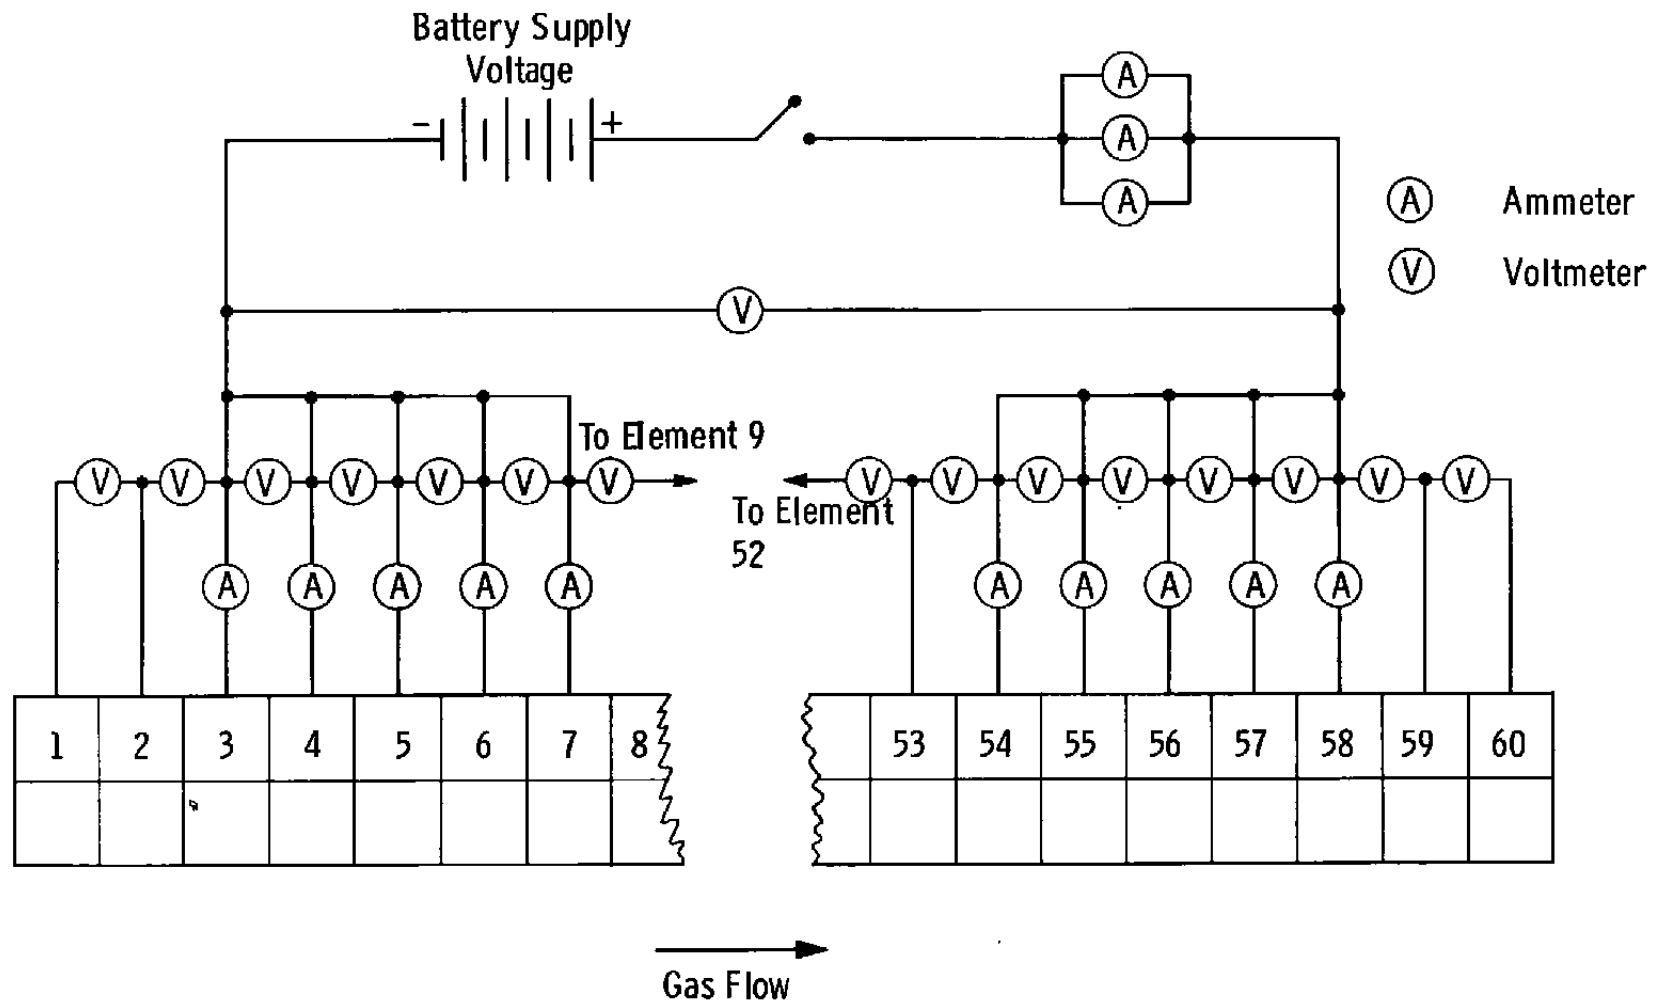 Battery Supply
Voltage
- +
A
A
A
A Ammeter
V Voltmeter
V
To Element 9
V V V V V V V
V V V V V V V V
To Element
52
A A A A A
A A A A A
1 2 3 4 5 6 7 8
53 54 55 56 57 58 59 60
Gas Flow